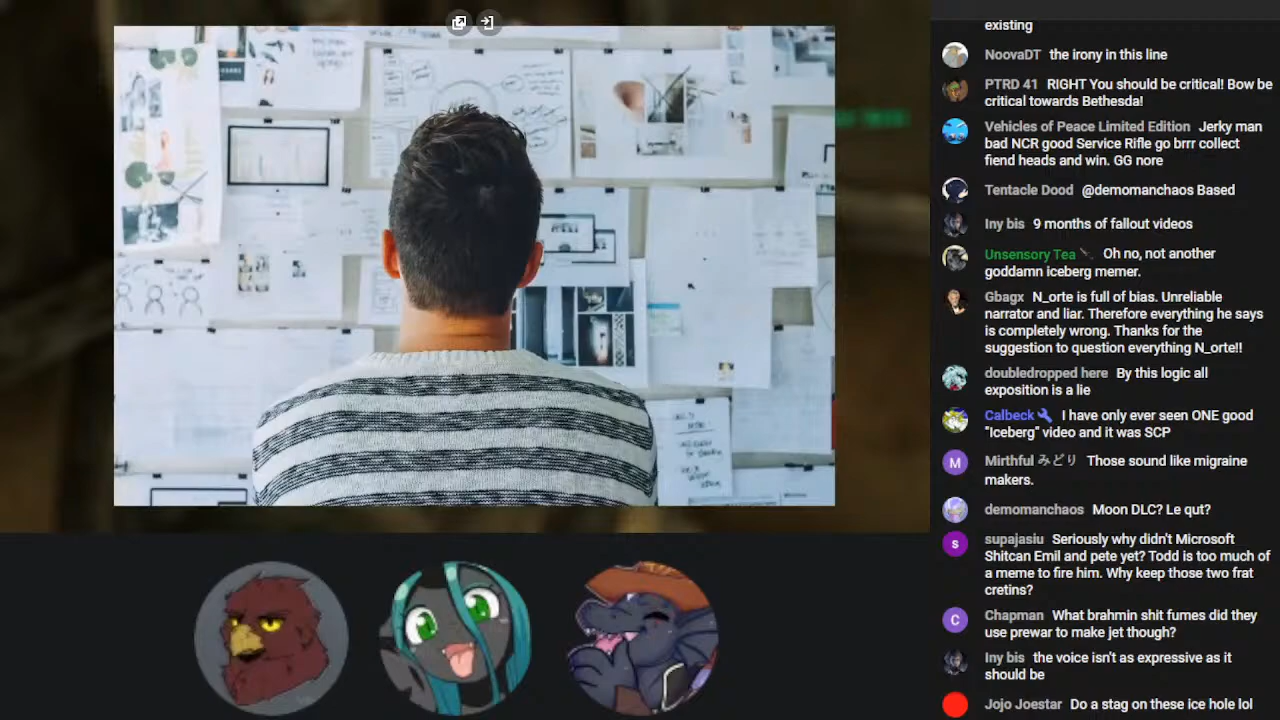 existing
NoovaDT the irony in this line
PTRD 41 RIGHT You should be critical! Bow be
critical towards Bethesda!
Vehicles of Peace Limited Edition Jerky man
bad NCR good Service Rifle go brrr collect
fiend heads and win. GG nore
Tentacle Dood @demomanchaos Based
Iny bis 9 months of fallout videos
Unsensory Tea Oh no, not another
goddamn iceberg memer.
Gbagx N_orte is full of bias. Unreliable
narrator and liar. Therefore everything he says
is completely wrong. Thanks for the
suggestion to question everything N_orte!!
doubledropped here By this logic all
exposition is a lie
Calbeck I have only ever seen ONE good
"Iceberg" video and it was SCP
M
Mirthful みどり Those sound like migraine
makers.
demomanchaos Moon DLC? Le qut?
s
supajasiu Seriously why didn't Microsoft
Shitcan Emil and pete yet? Todd is too much of
a meme to fire him. Why keep those two frat
cretins?
C
Chapman What brahmin shit fumes did they
use prewar to make jet though?
Iny bis the voice isn't as expressive as it
should be
Jojo Joestar Do a stag on these ice hole lol